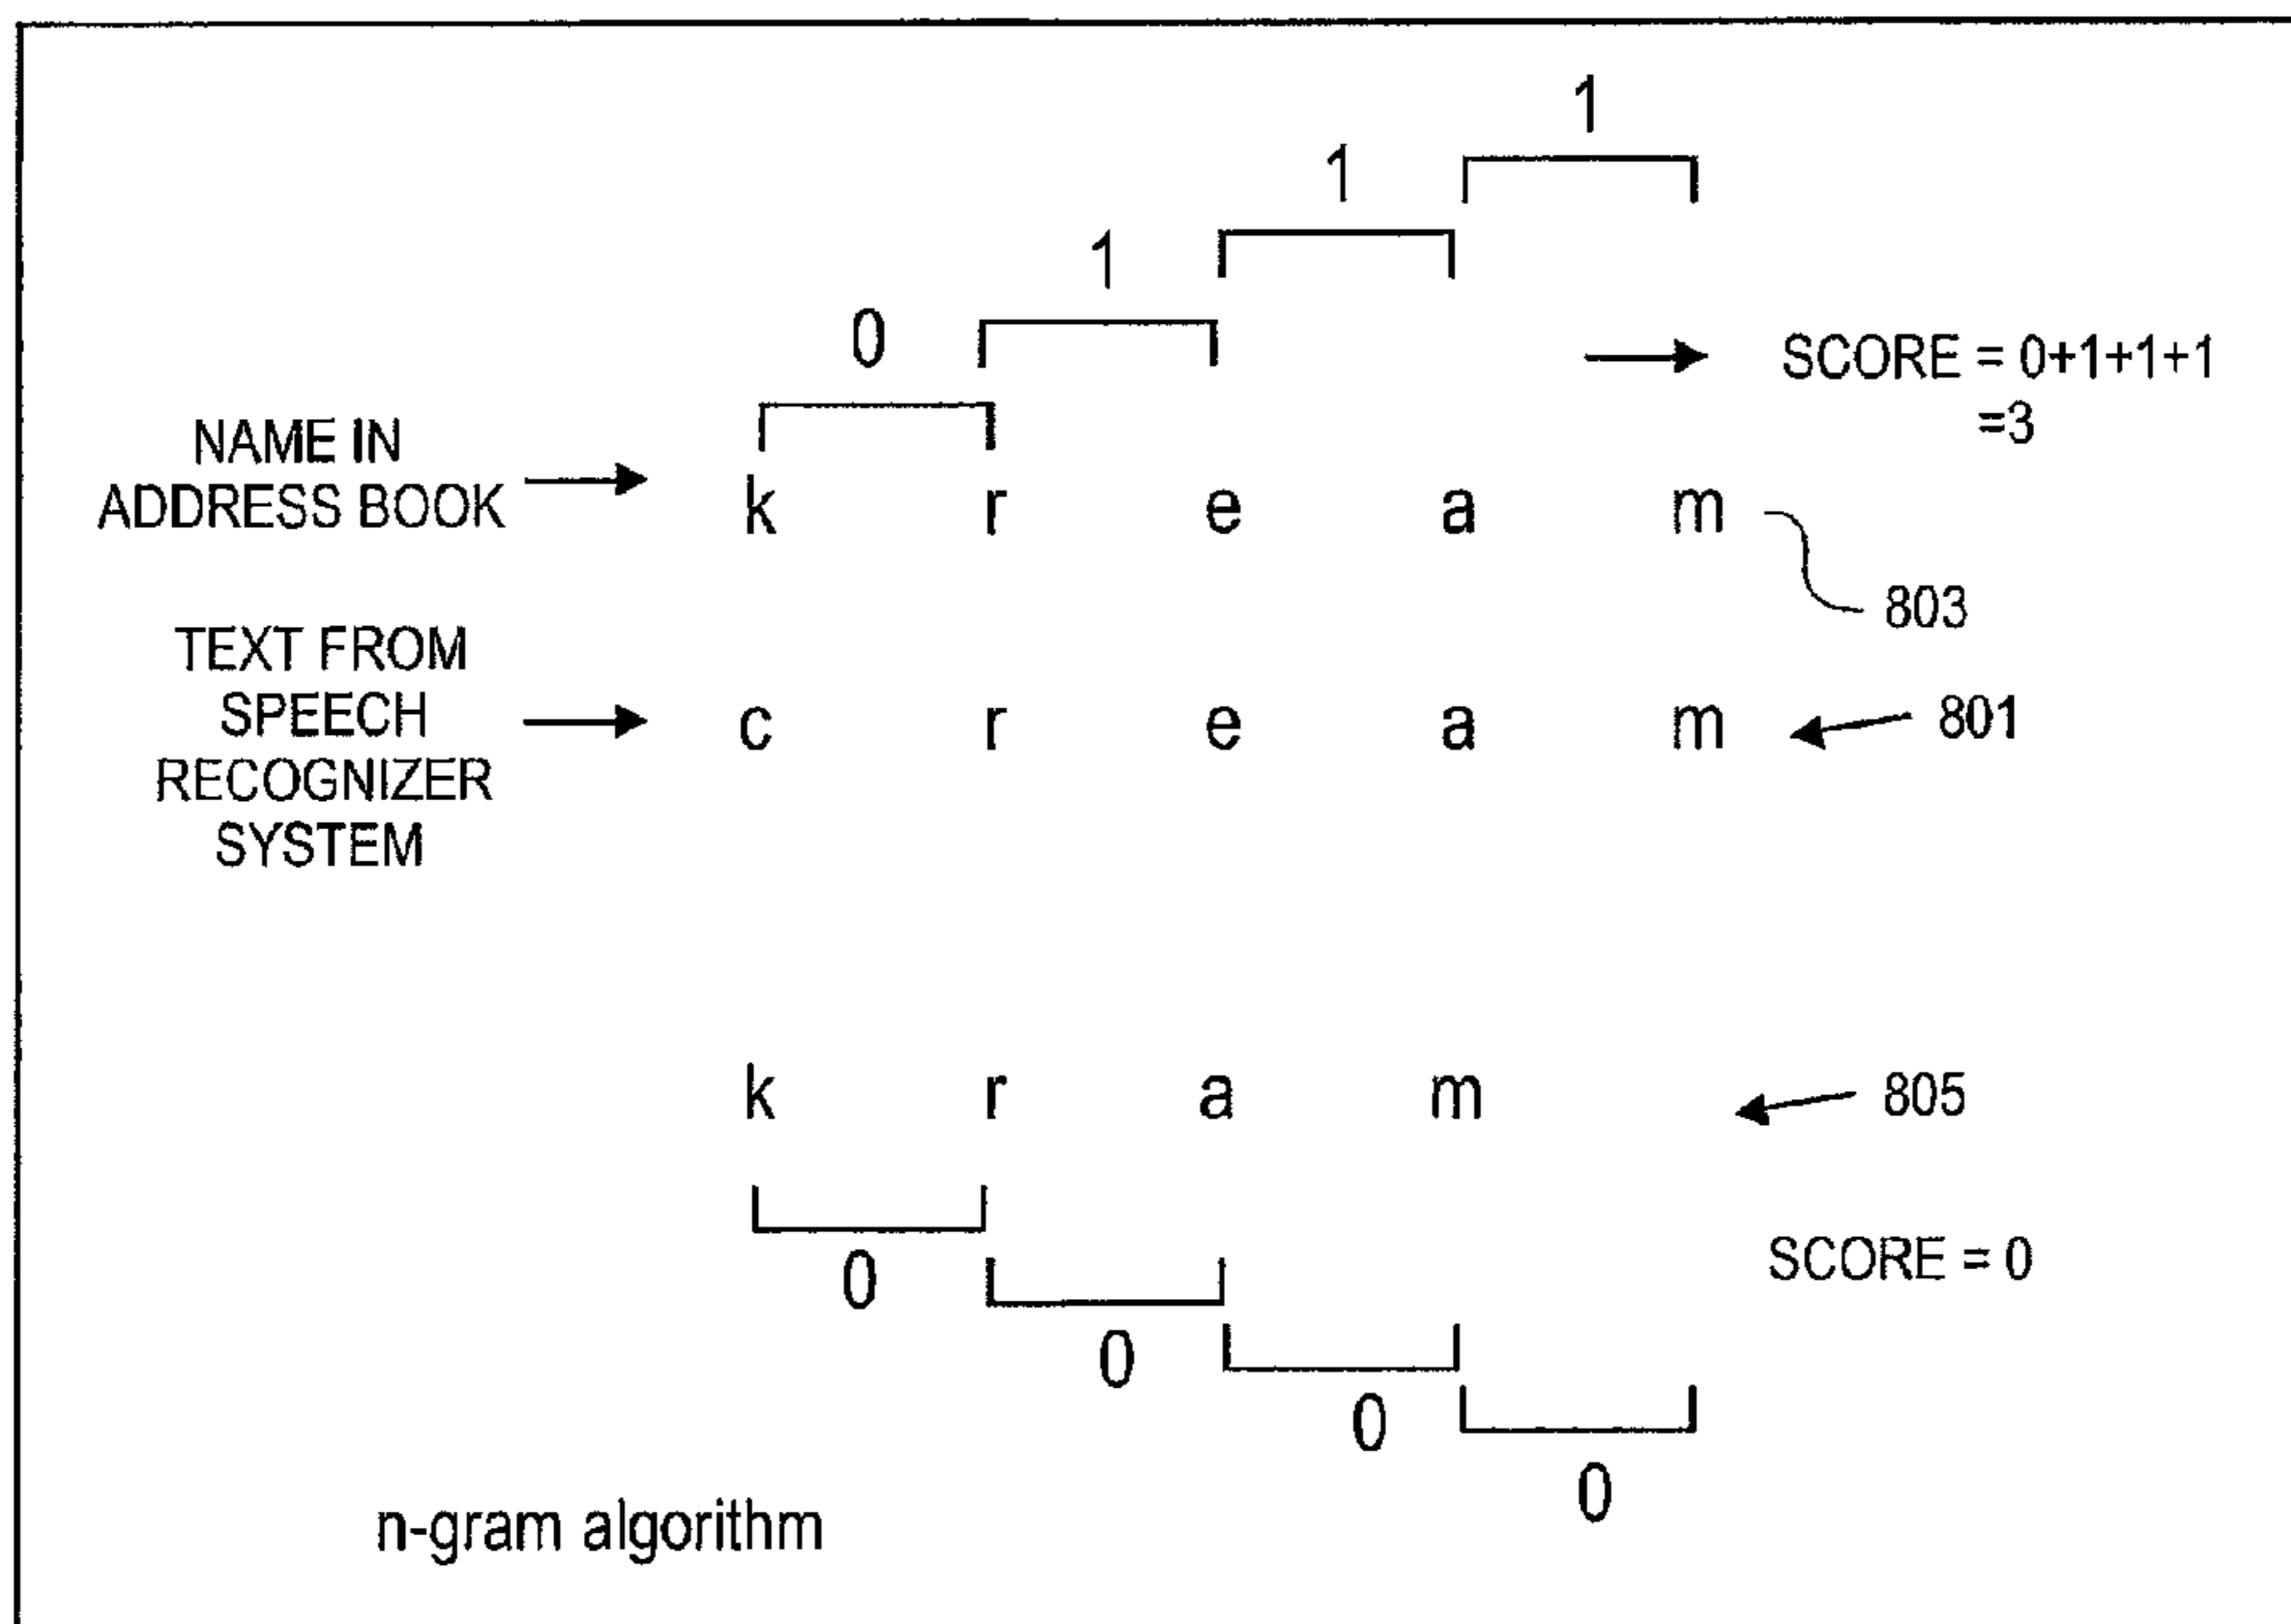 1
1
1
0
SCORE = 0+1+1+1
=3
NAME IN
ADDRESS BOOK
k r e a m
803
TEXT FROM
SPEECH
RECOGNIZER
SYSTEM
c r e a m
801
k r a m
805
0
SCORE = 0
0
0
0
n-gram algorithm